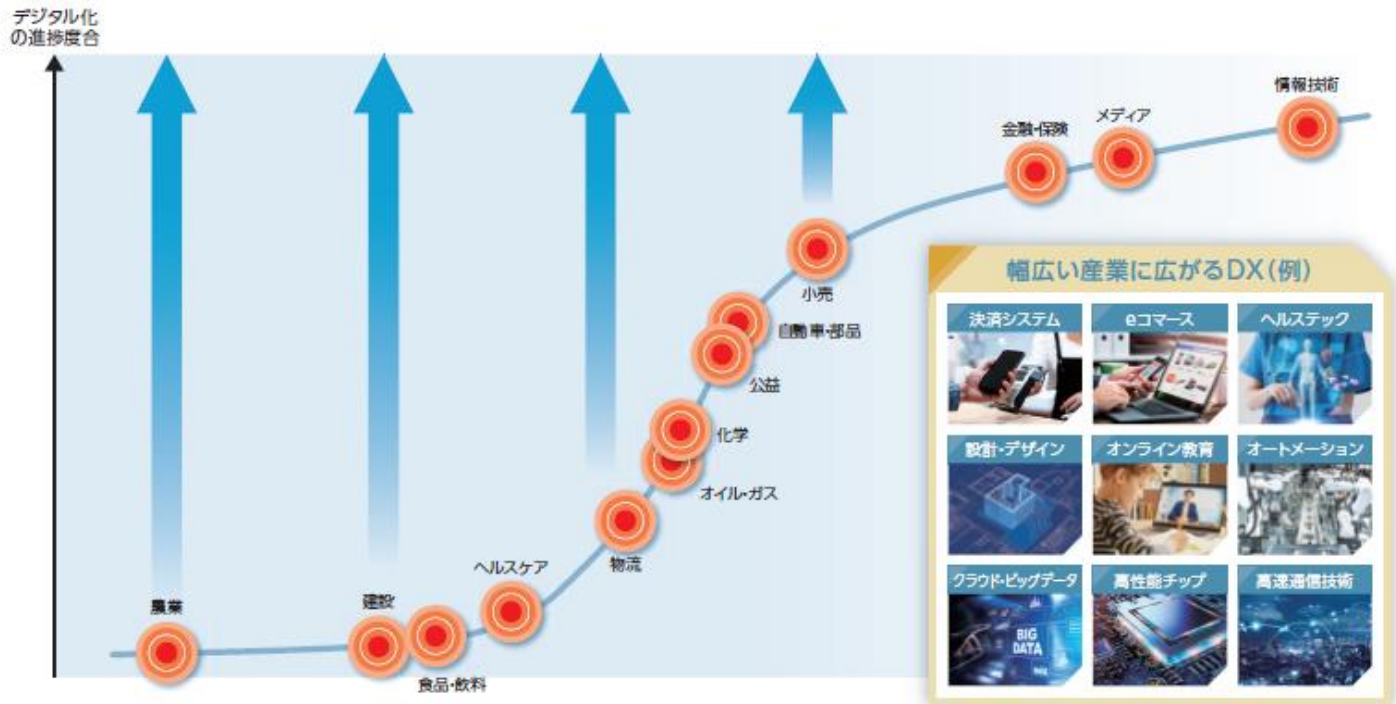 デジタル化
の進捗度合
情報技術
メディア
金融・保険
小売
自動車・部品
公益
化学
オイル・ガス
物流
ヘルスケア
建設
農業
食品・飲料
幅広い産業に広がるDX(例)
決済システム
eコマース
ヘルステック
設計・デザイン
オンライン教育
オートメーション
クラウド・ビッグデータ
高性能チップ
高速通信技術
BIG
DATA